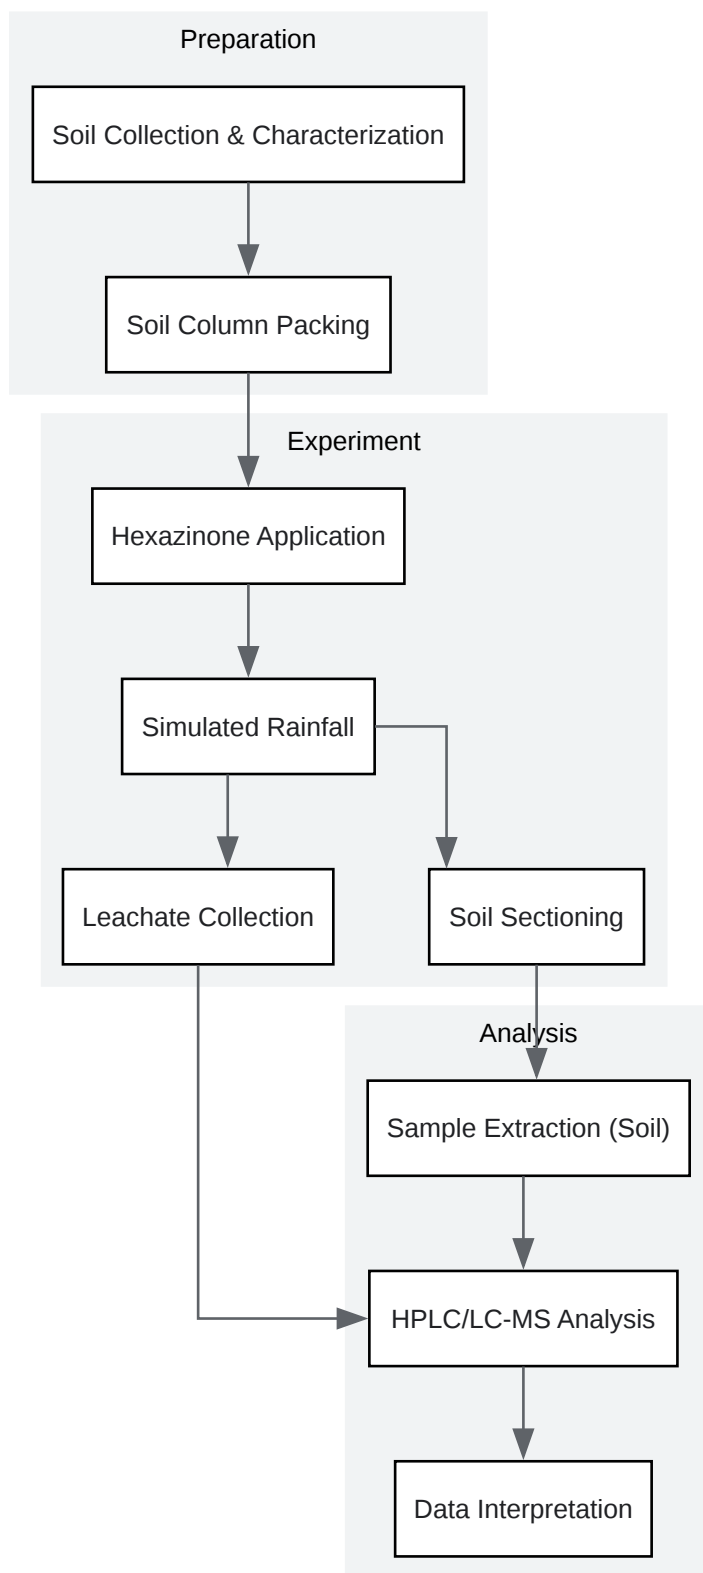 Preparation
Soil Collection & Characterization
Soil Column Packing
Experiment
Hexazinone Application
Simulated Rainfall
Leachate Collection
Soil Sectioning
Analysis
Sample Extraction (Soil)
HPLC/LC-MS Analysis
Data Interpretation